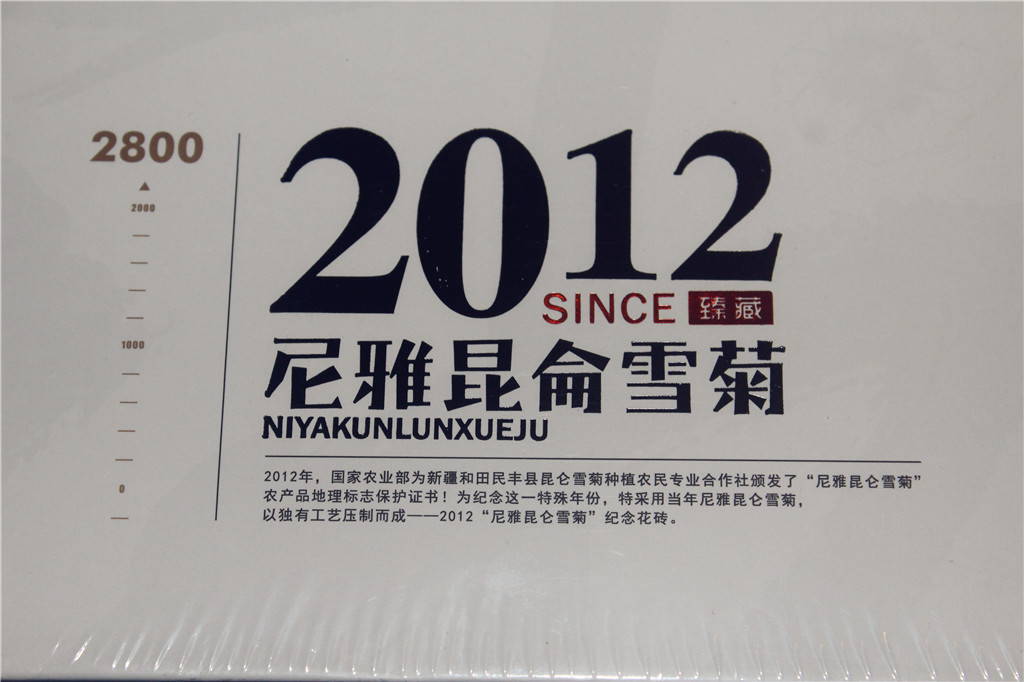 2800
2000
1000
0
2012
SINCE 臻藏
尼雅昆侖雪菊
NIYAKUNLUNXUEJU
2012年，国家农业部为新疆和田民丰县昆仑雪菊种植农民专业合作社颁发了“尼雅昆仑雪菊”
农产品地理标志保护证书！为纪念这一特殊年份，特采用当年尼雅昆仑雪菊，
以独有工艺压制而成——2012“尼雅昆仑雪菊”纪念花砖。